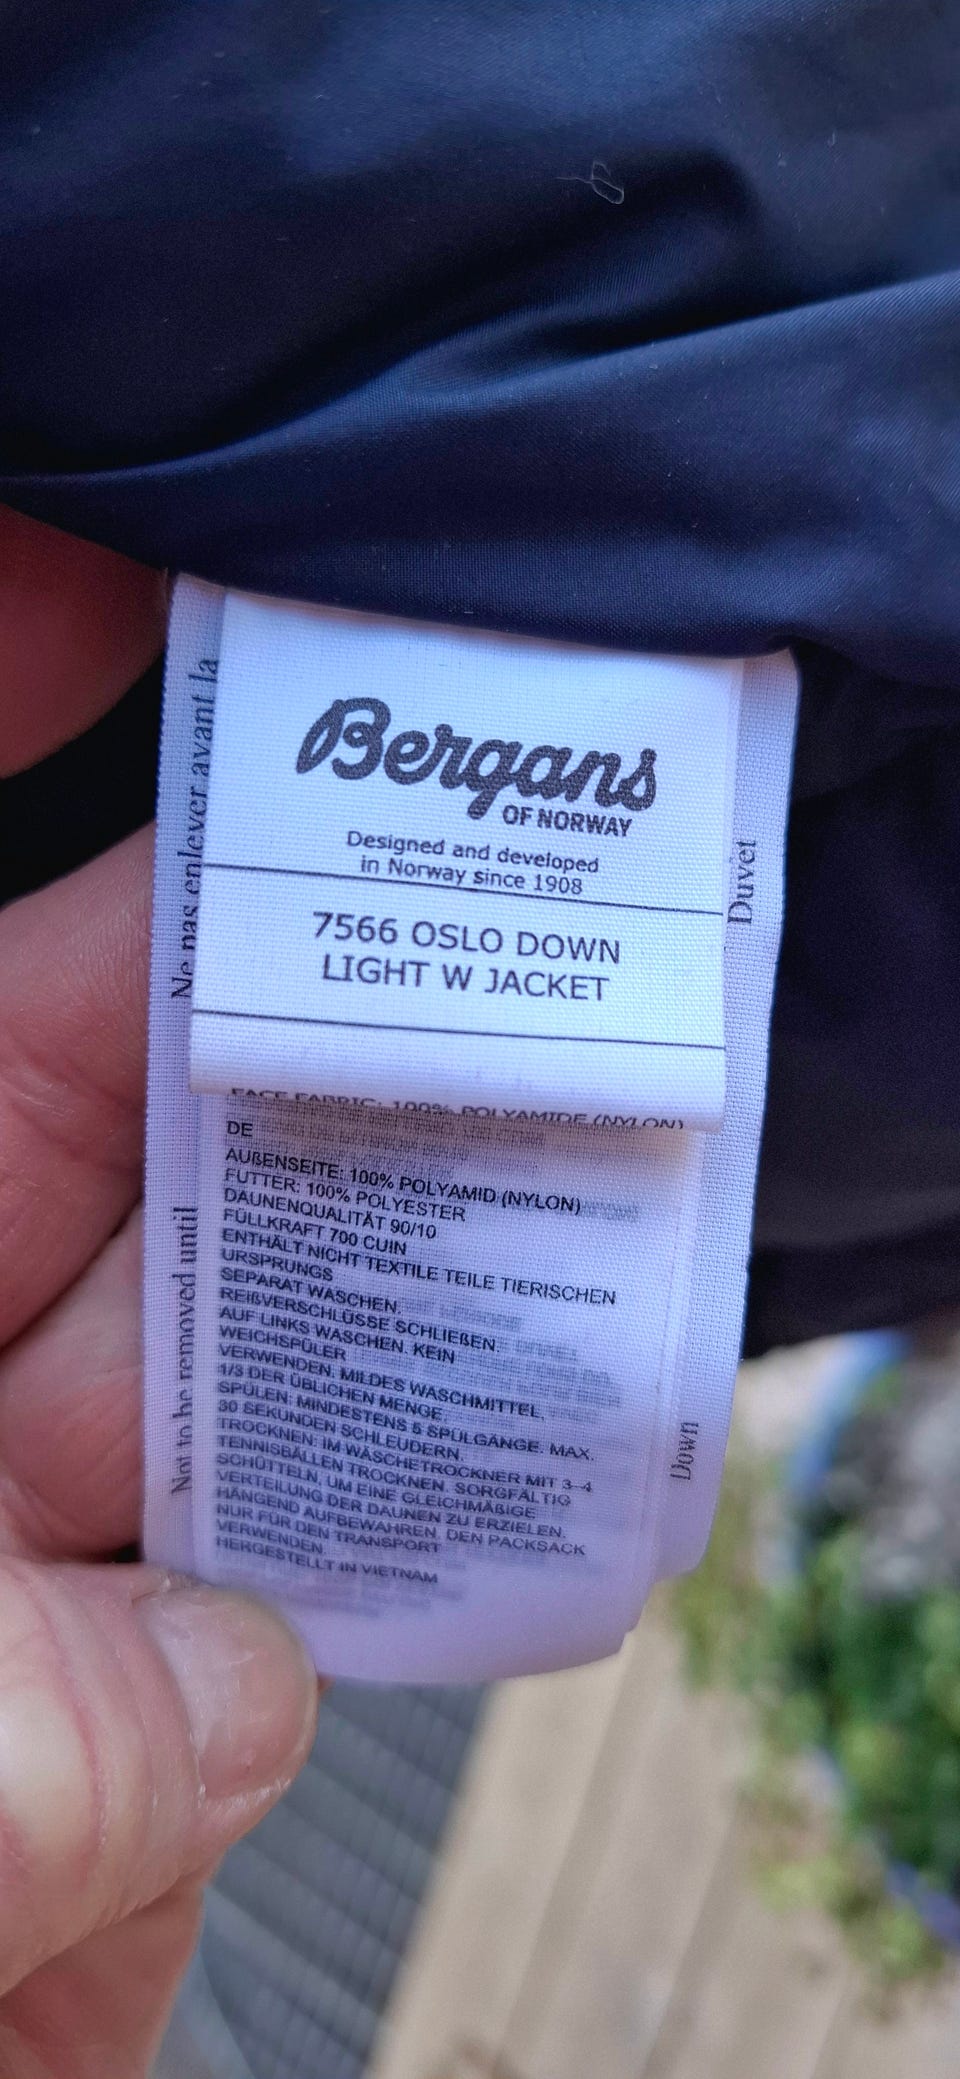 Bergans
OF NORWAY
Designed and developed
in Norway since 1908
7566 OSLO DOWN
LIGHT W JACKET
FACE FABRIC: 100% POLYAMIDE (NYLON)
DE
AUßENSEITE: 100% POLYAMID (NYLON)
FUTTER: 100% POLYESTER
DAUNENQUALITÄT 90/10
FÜLLKRAFT 700 CUIN
ENTHÄLT NICHT TEXTILE TEILE TIERISCHEN
URSPRUNGS
SEPARAT WASCHEN.
REIßVERSCHLÜSSE SCHLIEßEN.
AUF LINKS WASCHEN. KEIN
WEICHSPÜLER
VERWENDEN. MILDES WASCHMITTEL,
1/3 DER ÜBLICHEN MENGE.
SPÜLEN: MINDESTENS 5 SPÜLGÄNGE. MAX.
30 SEKUNDEN SCHLEUDERN.
TROCKNEN: IM WÄSCHETROCKNER MIT 3-4
TENNISBÄLLEN TROCKNEN. SORGFÄLTIG
SCHÜTTELN, UM EINE GLEICHMÄßIGE
VERTEILUNG DER DAUNEN ZU ERZIELEN.
HÄNGEND AUFBEWAHREN, DEN PACKSACK
NUR FÜR DEN TRANSPORT
VERWENDEN.
HERGESTELLT IN VIETNAM
Ne pas enlever avant la
Not to be removed until
Duvet
Down